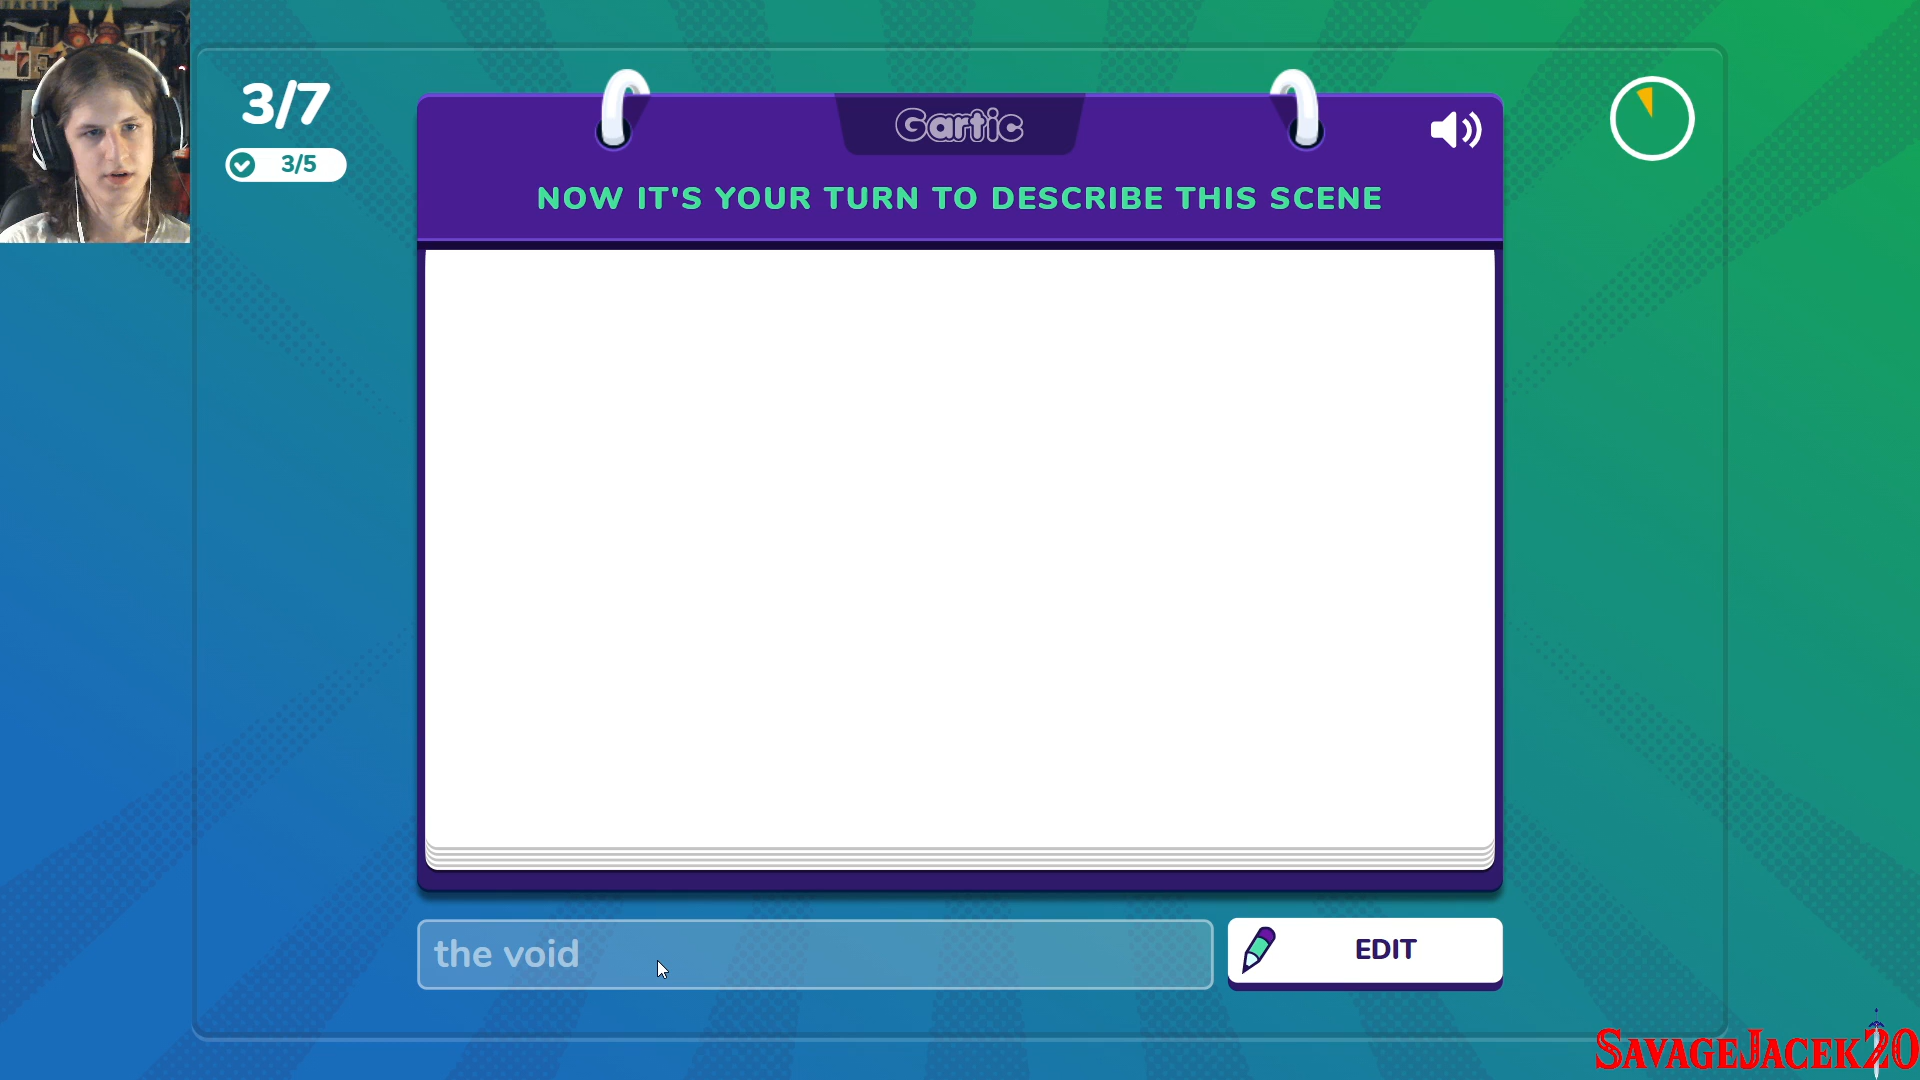 3/7
3/5
Gartic
NOW IT'S YOUR TURN TO DESCRIBE THIS SCENE
the void
EDIT
SAVAGEJACEK20